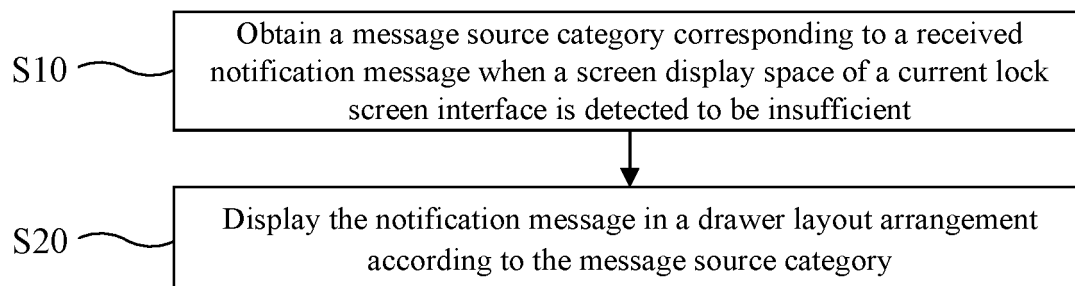 S10
Obtain a message source category corresponding to a received
notification message when a screen display space of a current lock
screen interface is detected to be insufficient
S20
Display the notification message in a drawer layout arrangement
according to the message source category